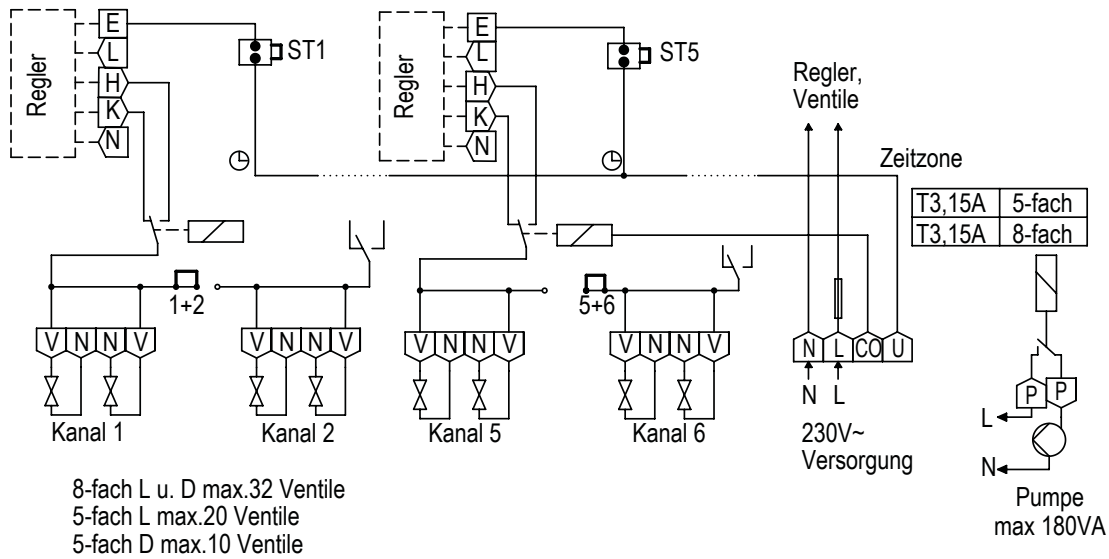 E
L
H
K
N
Regler
ST1
E
L
H
K
N
Regler
ST5
Regler,
Ventile
Zeitzone
T3,15A 5-fach
T3,15A 8-fach
1+2
5+6
V N N V
V N N V
V N N V
V N N V
N L CO U
N L
P P
L
N
Kanal 1
Kanal 2
Kanal 5
Kanal 6
230V~
Versorgung
Pumpe
max 180VA
8-fach L u. D max.32 Ventile
5-fach L max.20 Ventile
5-fach D max.10 Ventile